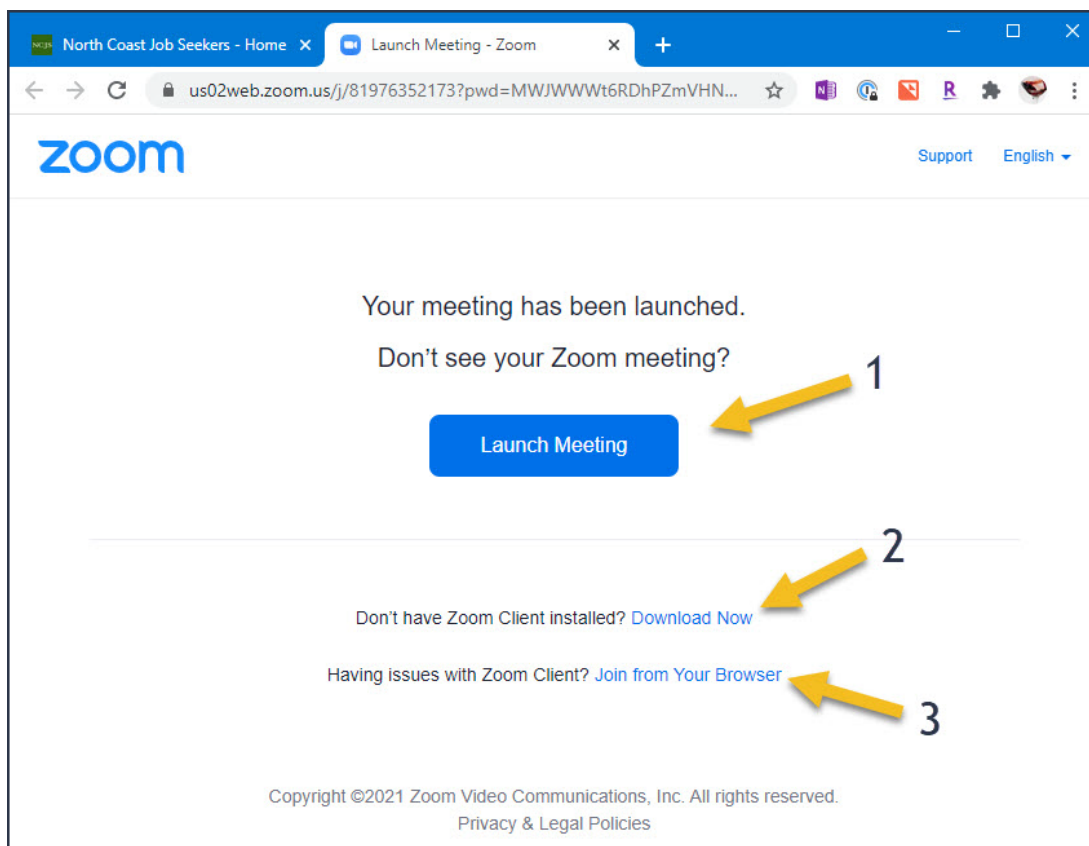 NCJS North Coast Job Seekers - Home Launch Meeting - Zoom
us02web.zoom.us/j/81976352173?pwd=MWJWWWt6RDhPZmVHN...
zoom Support English
Your meeting has been launched.
Don't see your Zoom meeting?
1
Launch Meeting
2
Don't have Zoom Client installed? Download Now
Having issues with Zoom Client? Join from Your Browser
3
Copyright ©2021 Zoom Video Communications, Inc. All rights reserved.
Privacy & Legal Policies